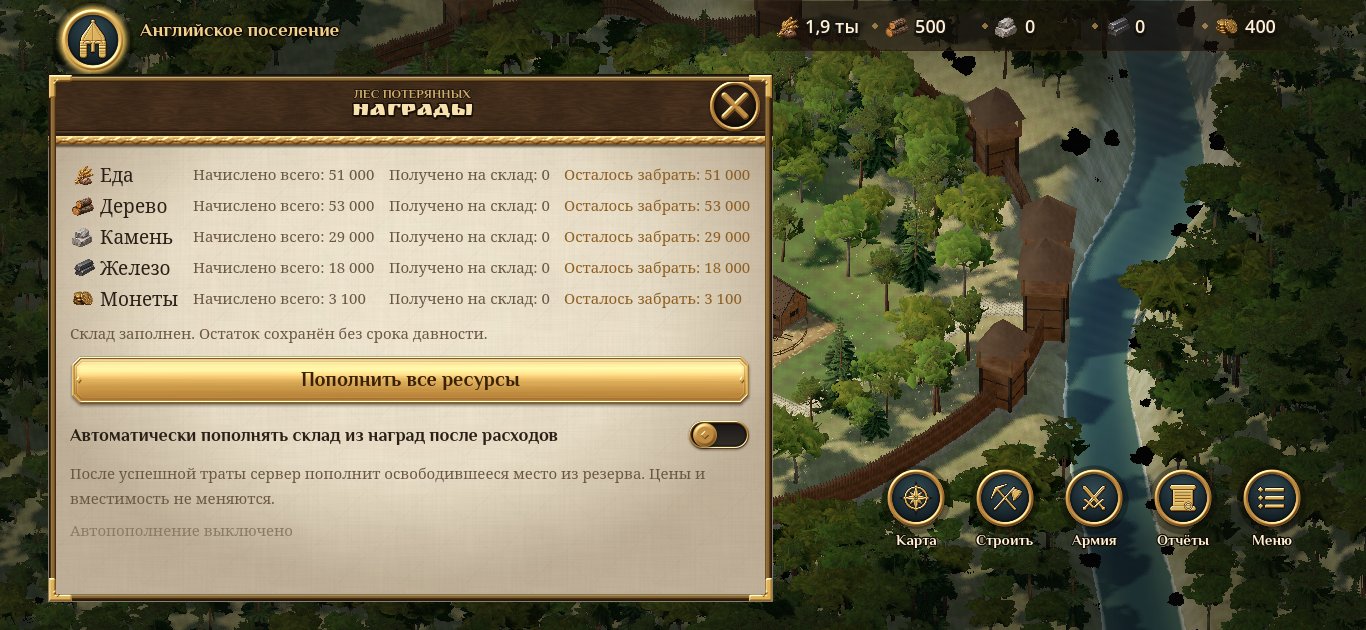 Английское поселение
1,9 ты
500
0
0
400
ЛЕС ПОТЕРЯННЫХ
НАГРАДЫ
Еда Начислено всего: 51 000 Получено на склад: 0 Осталось забрать: 51 000
Дерево Начислено всего: 53 000 Получено на склад: 0 Осталось забрать: 53 000
Камень Начислено всего: 29 000 Получено на склад: 0 Осталось забрать: 29 000
Железо Начислено всего: 18 000 Получено на склад: 0 Осталось забрать: 18 000
Монеты Начислено всего: 3 100 Получено на склад: 0 Осталось забрать: 3 100
Склад заполнен. Остаток сохранён без срока давности.
Пополнить все ресурсы
Автоматически пополнять склад из наград после расходов
После успешной траты сервер пополнит освободившееся место из резерва. Цены и
вместимость не меняются.
Автопополнение выключено
Карта
Строить
Армия
Отчёты
Меню